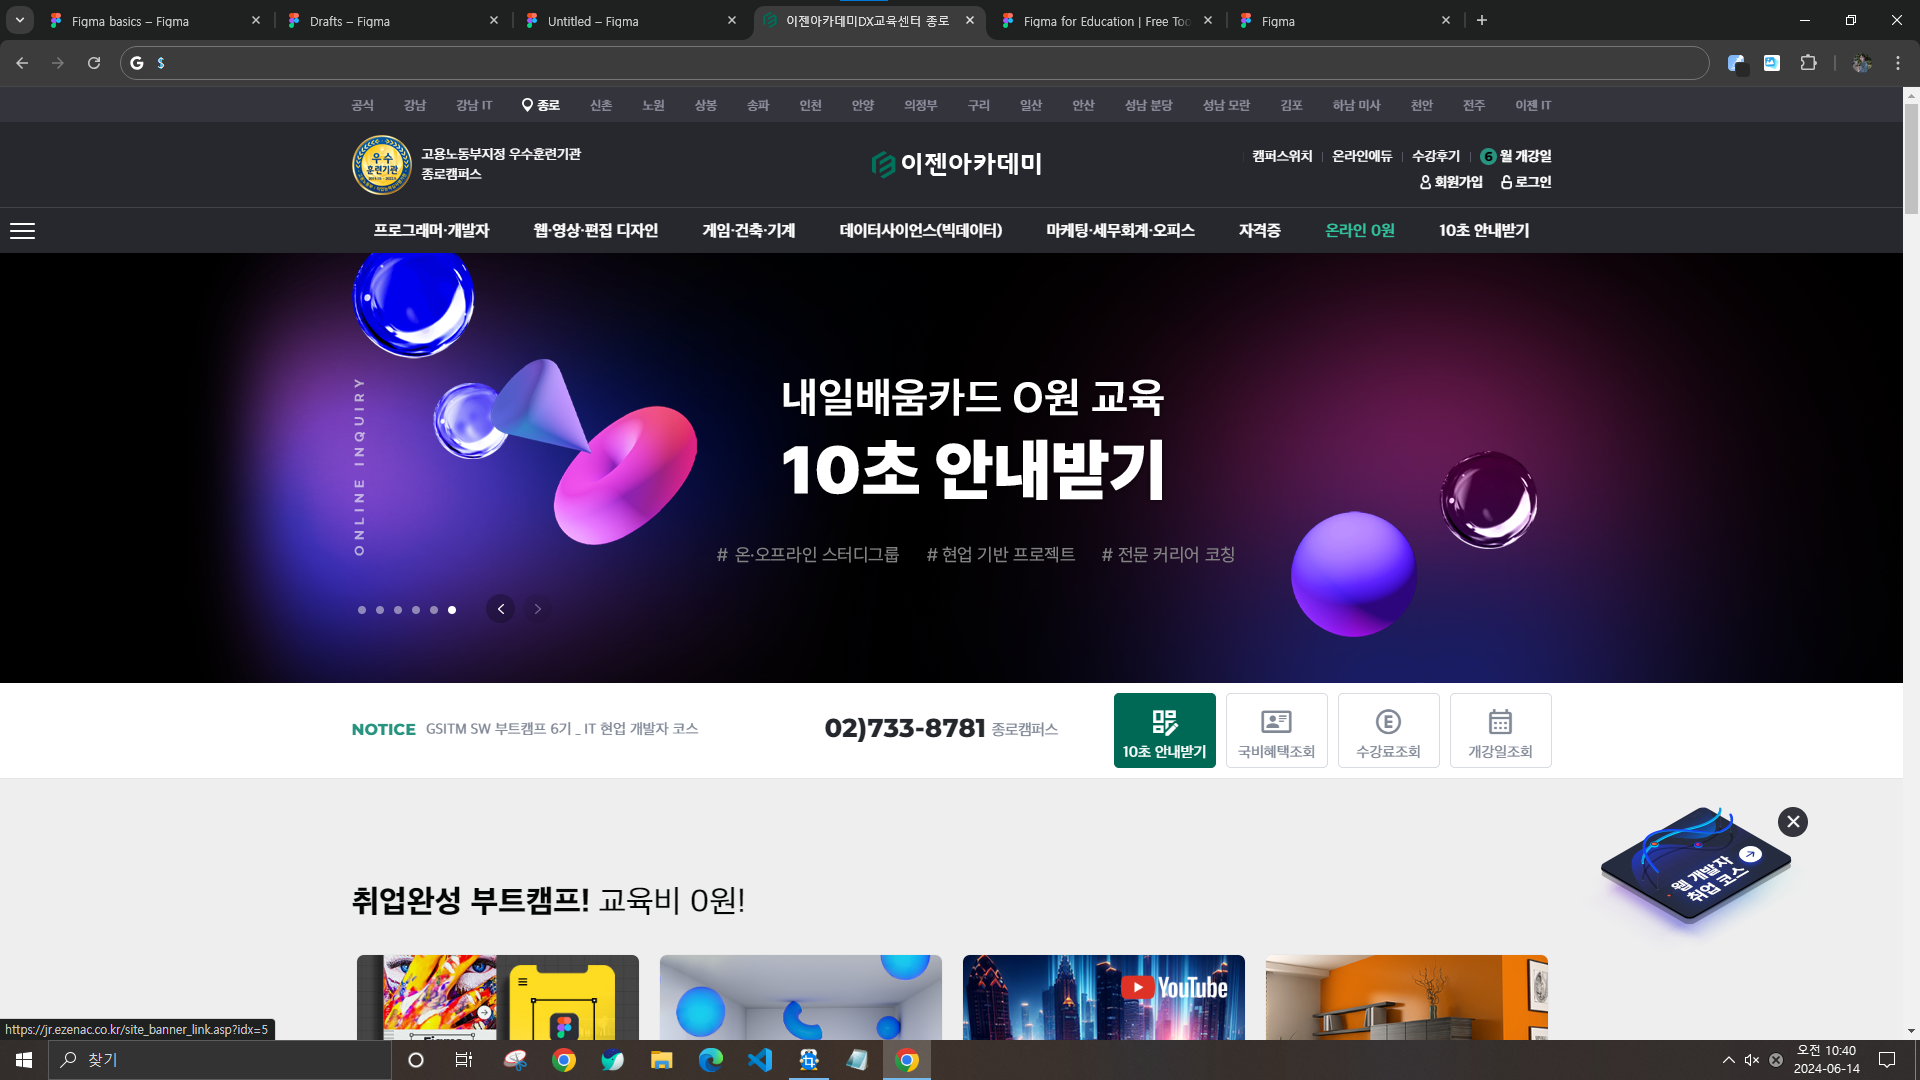 Figma basics – Figma
Drafts – Figma
Untitled – Figma
이젠아카데미DX교육센터 종로
Figma for Education | Free Too
Figma
$
공식 강남 강남 IT 종로 신촌 노원 상봉 송파 인천 안양 의정부 구리 일산 안산 성남 분당 성남 모란 김포 하남 미사 천안 전주 이젠 IT
우수
훈련기관
고용노동부지정 우수훈련기관
종로캠퍼스
이젠아카데미
캠퍼스위치 온라인에듀 수강후기 6 월 개강일
회원가입 로그인
프로그래머·개발자 웹·영상·편집 디자인 게임·건축·기계 데이터사이언스(빅데이터) 마케팅·세무회계·오피스 자격증 온라인 0원 10초 안내받기
ONLINE INQUIRY
내일배움카드 0원 교육
10초 안내받기
# 온·오프라인 스터디그룹 # 현업 기반 프로젝트 # 전문 커리어 코칭
NOTICE GSITM SW 부트캠프 6기 _ IT 현업 개발자 코스
02)733-8781 종로캠퍼스
10초 안내받기
국비혜택조회
수강료조회
개강일조회
웹 개발자
취업 코스
취업완성 부트캠프! 교육비 0원!
YouTube
Figma
https://jr.ezenac.co.kr/site_banner_link.asp?idx=5
찾기
오전 10:40
2024-06-14